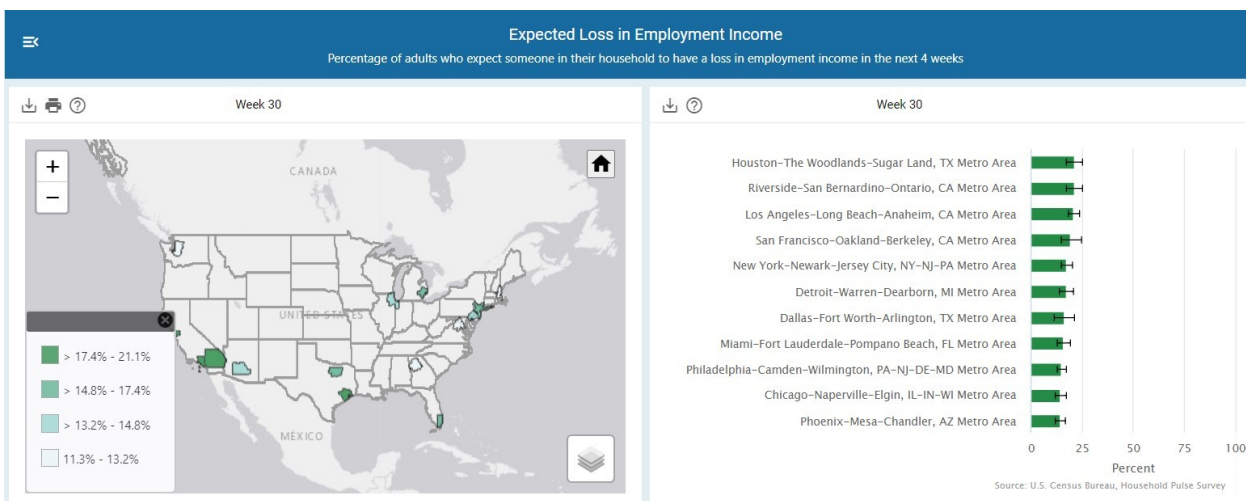 Expected Loss in Employment Income
Percentage of adults who expect someone in their household to have a loss in employment income in the next 4 weeks
Week 30
+
−
CANADA
UNITED STATES
MÉXICO
> 17.4% - 21.1%
> 14.8% - 17.4%
> 13.2% - 14.8%
11.3% - 13.2%
Week 30
Houston-The Woodlands-Sugar Land, TX Metro Area
Riverside-San Bernardino-Ontario, CA Metro Area
Los Angeles-Long Beach-Anaheim, CA Metro Area
San Francisco-Oakland-Berkeley, CA Metro Area
New York-Newark-Jersey City, NY-NJ-PA Metro Area
Detroit-Warren-Dearborn, MI Metro Area
Dallas-Fort Worth-Arlington, TX Metro Area
Miami-Fort Lauderdale-Pompano Beach, FL Metro Area
Philadelphia-Camden-Wilmington, PA-NJ-DE-MD Metro Area
Chicago-Naperville-Elgin, IL-IN-WI Metro Area
Phoenix-Mesa-Chandler, AZ Metro Area
0 25 50 75 100
Percent
Source: U.S. Census Bureau, Household Pulse Survey